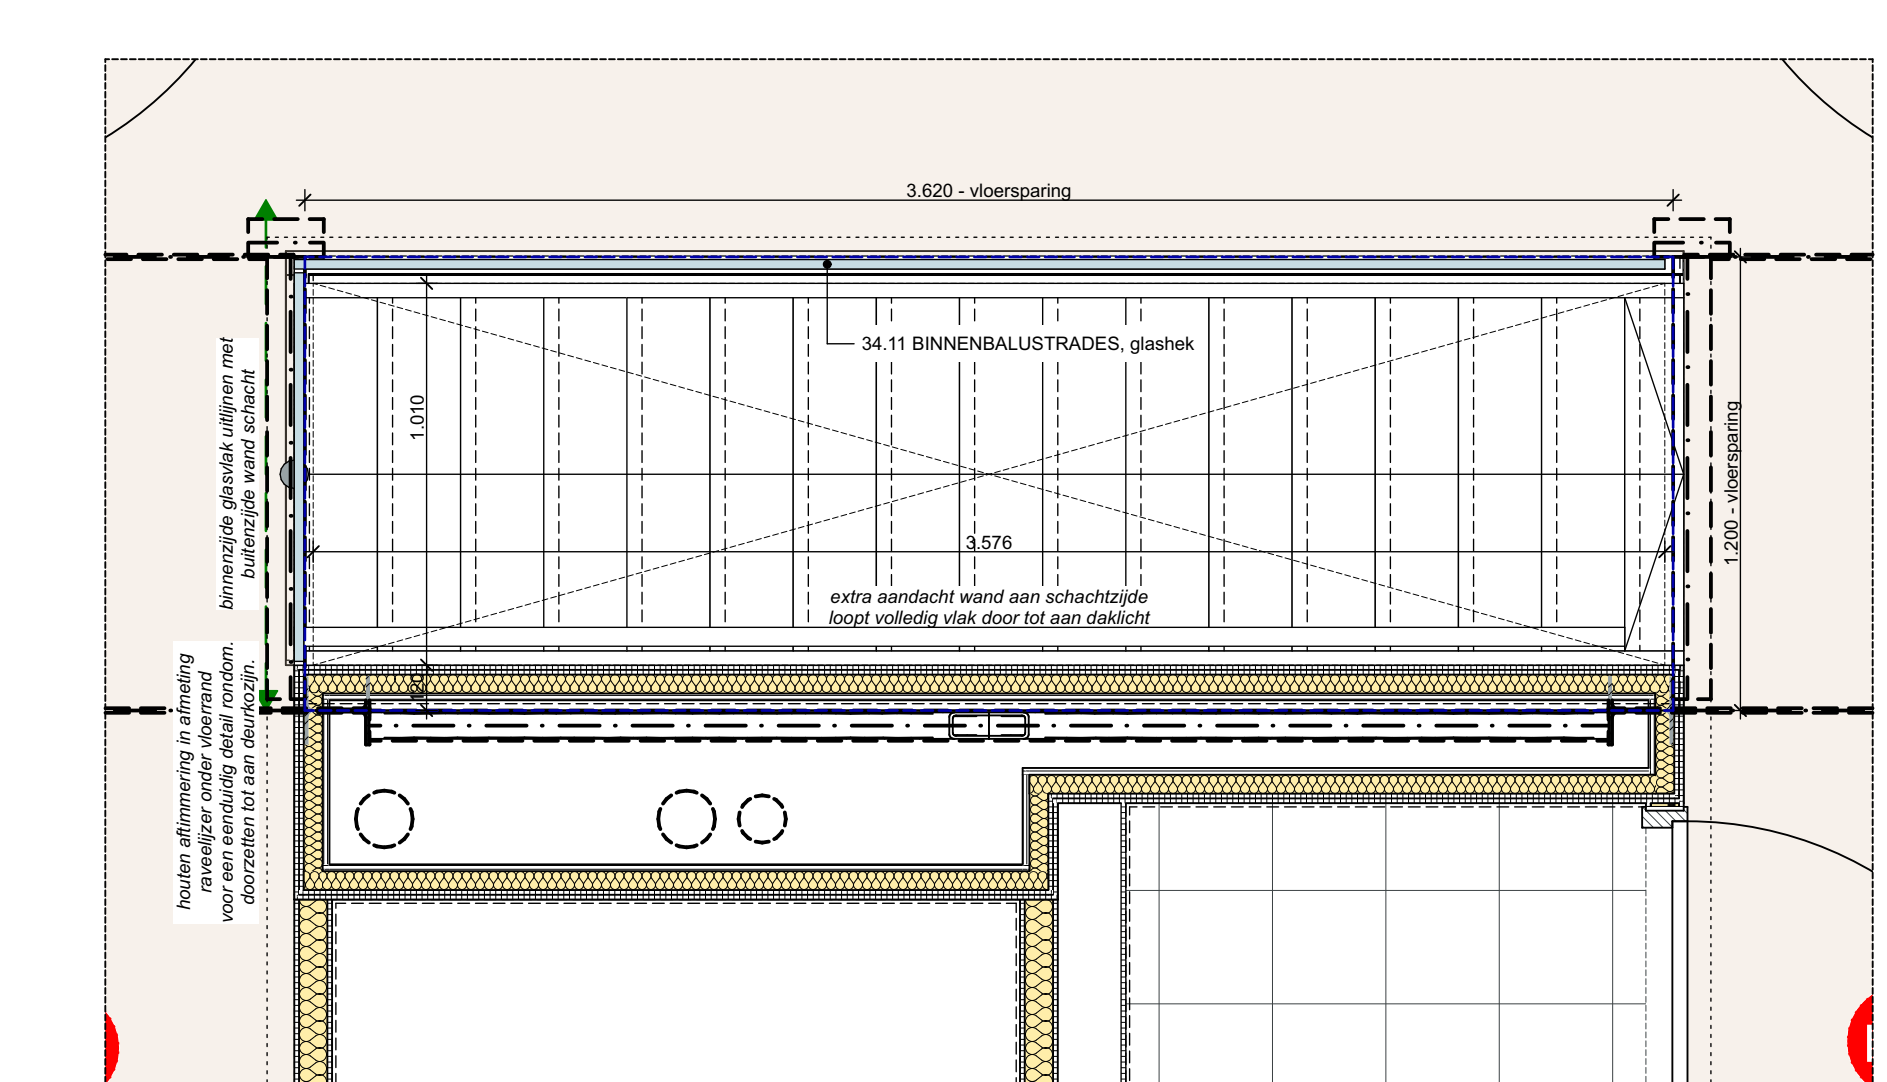 3.620 - vloersparing
34.11 BINNENBALUSTRADES, glashek
binnenzijde glasvlak uitlijnen met
buitenzijde wand schacht
1.010
1.200 - vloersparing
3.576
extra aandacht wand aan schachtzijde
loopt volledig vlak door tot aan daklicht
houten aftimmering in afmeting
raveelijzer onder vloerrand
voor een eenduidig detail rondom.
doorzetten tot aan deurkozijn.
120